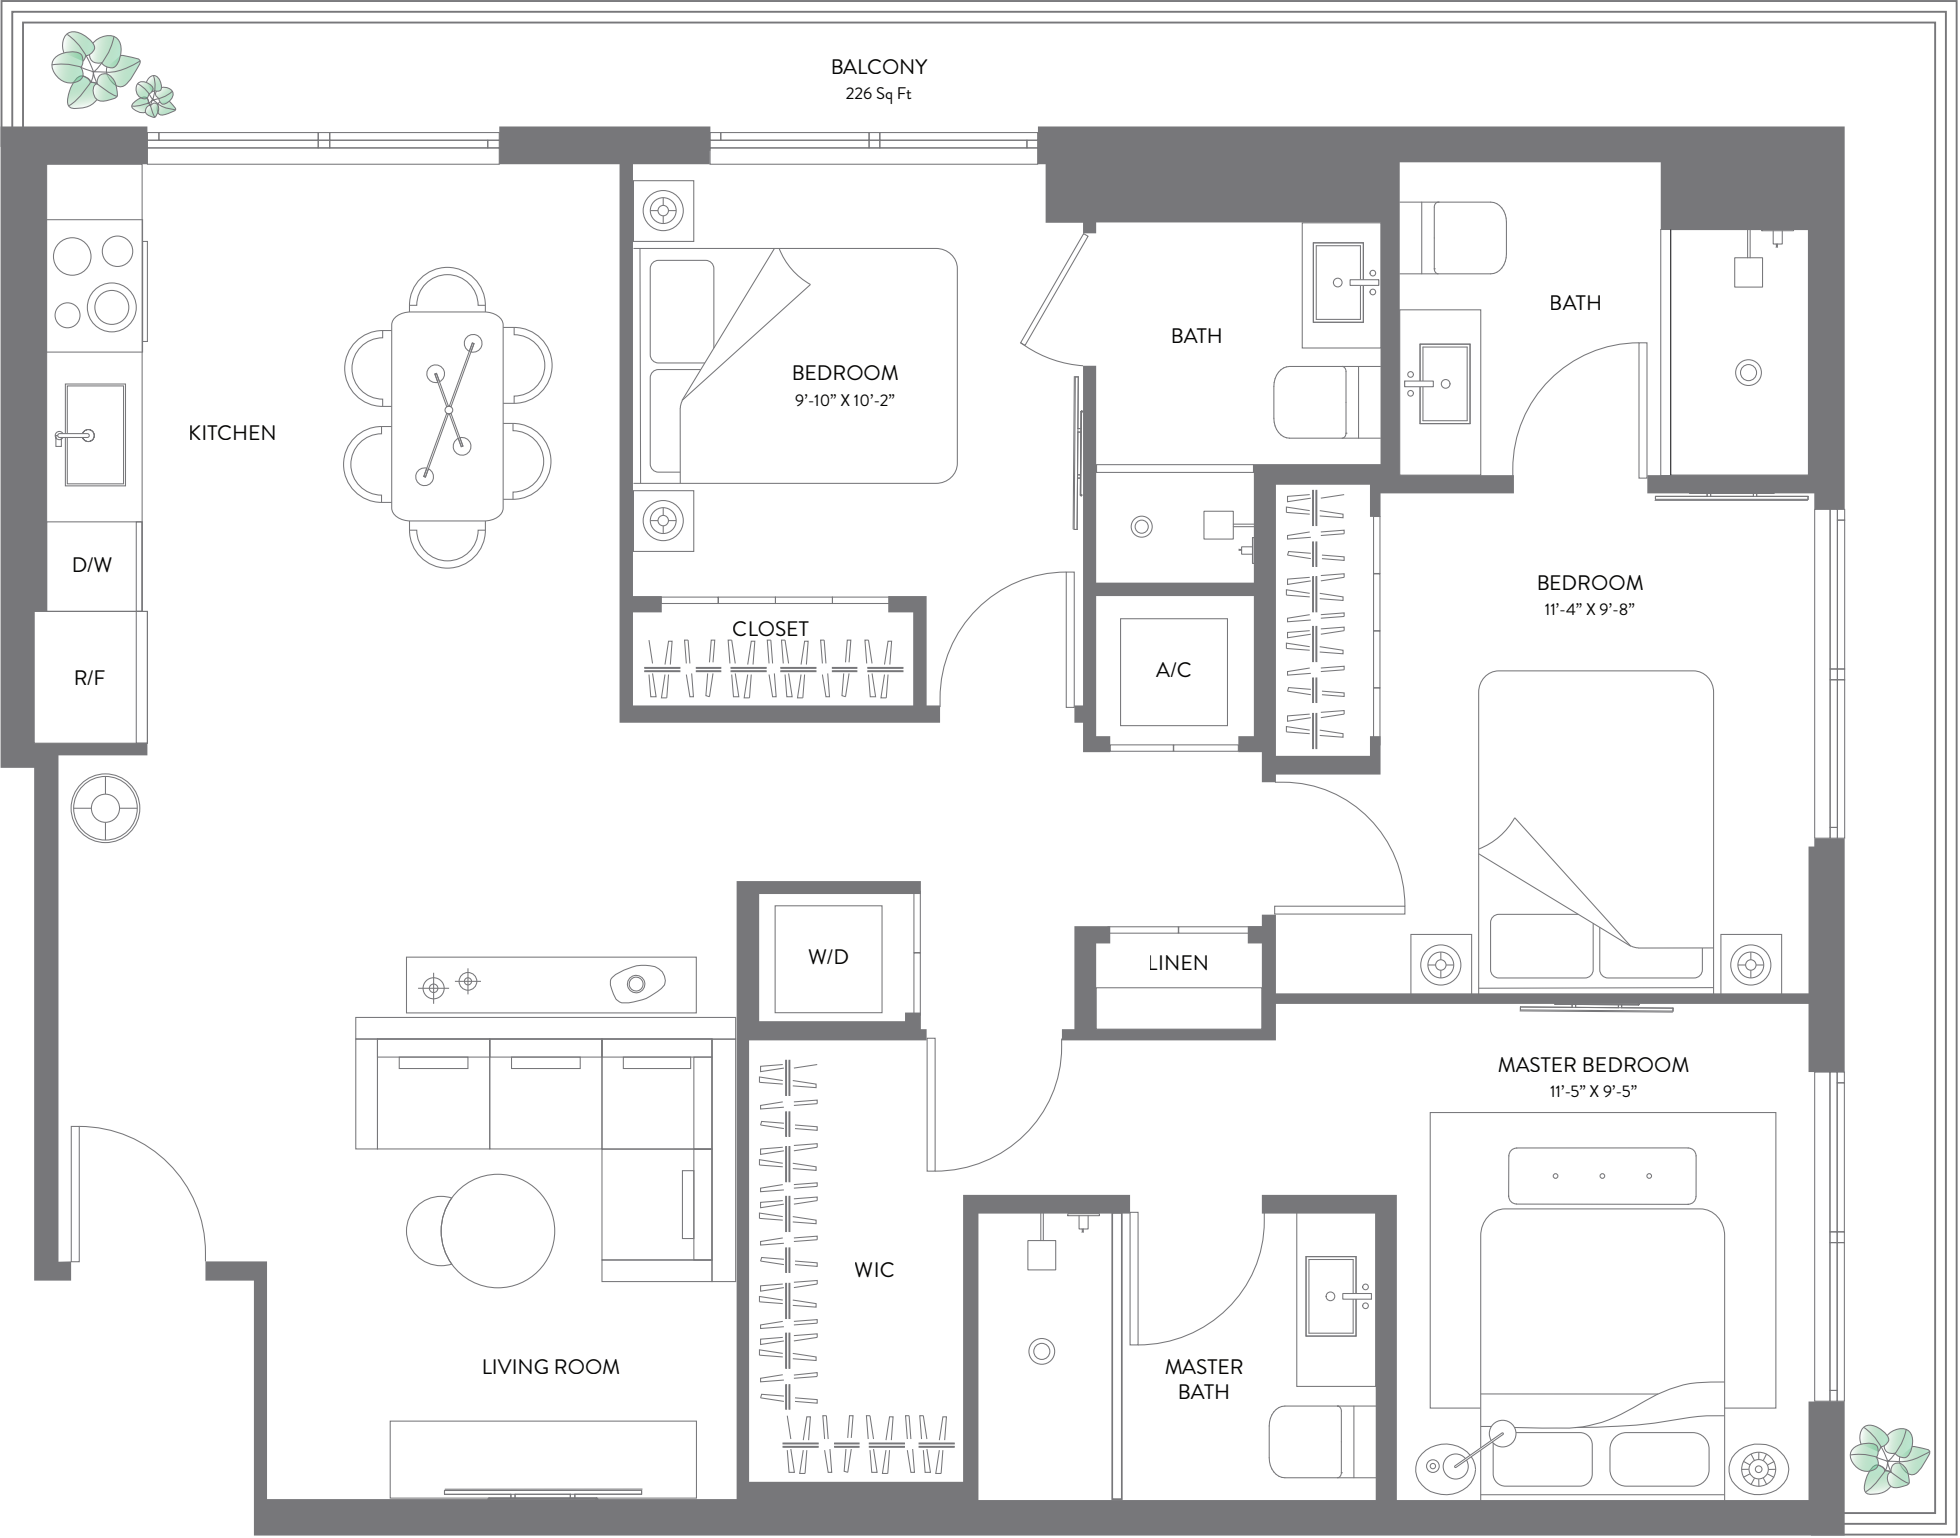 BALCONY
226 Sq Ft
KITCHEN
D/W
R/F
BEDROOM
9’-10” X 10’-2”
CLOSET
BATH
BATH
A/C
BEDROOM
11’-4” X 9’-8”
W/D
LINEN
MASTER BEDROOM
11’-5” X 9’-5”
WIC
LIVING ROOM
MASTER
BATH